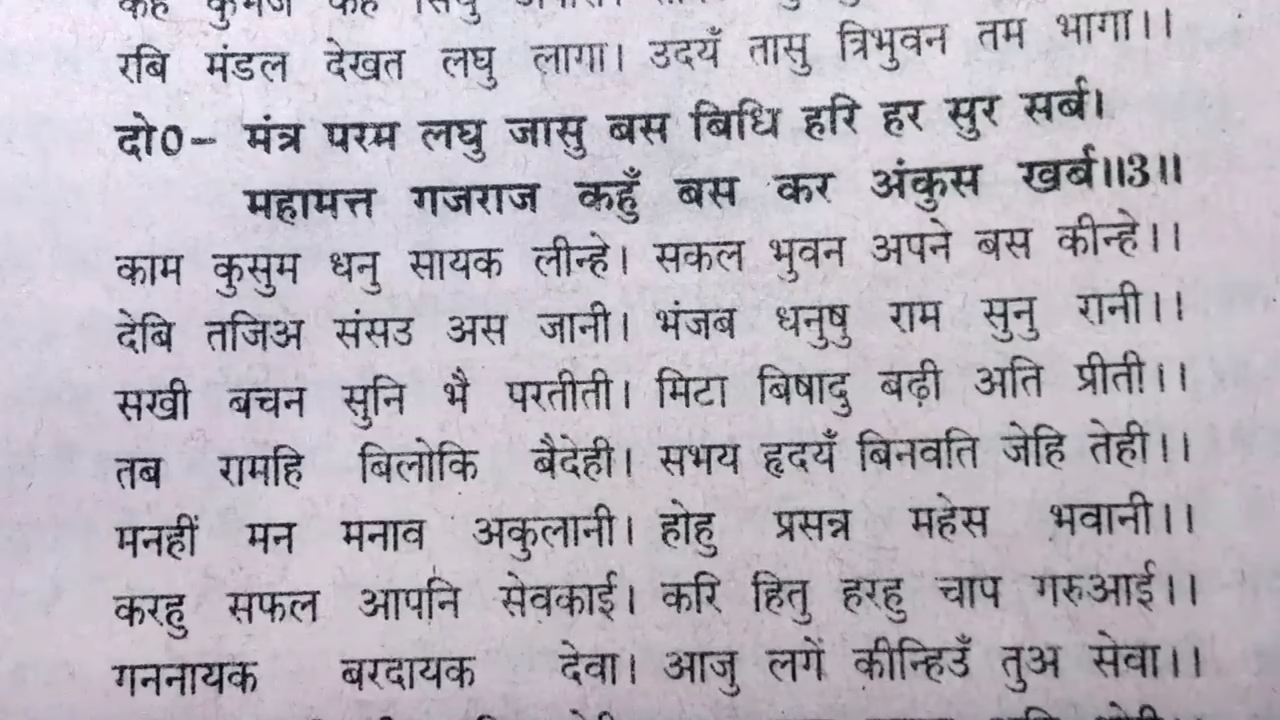 रबि मंडल देखत लघु लागा। उदयँ तासु त्रिभुवन तम भागा।।
दो0- मंत्र परम लघु जासु बस बिधि हरि हर सुर सर्ब।
महामत्त गजराज कहुँ बस कर अंकुस खर्ब॥3॥
काम कुसुम धनु सायक लीन्हे। सकल भुवन अपने बस कीन्हे।।
देबि तजिअ संसउ अस जानी। भंजब धनुषु राम सुनु रानी।।
सखी बचन सुनि भै परतीती। मिटा बिषादु बढ़ी अति प्रीती।।
तब रामहि बिलोकि बैदेही। सभय हृदयँ बिनवति जेहि तेही।।
मनहीं मन मनाव अकुलानी। होहु प्रसन्न महेस भवानी।।
करहु सफल आपनि सेवकाई। करि हितु हरहु चाप गरुआई।।
गननायक बरदायक देवा। आजु लगें कीन्हिउँ तुअ सेवा।।